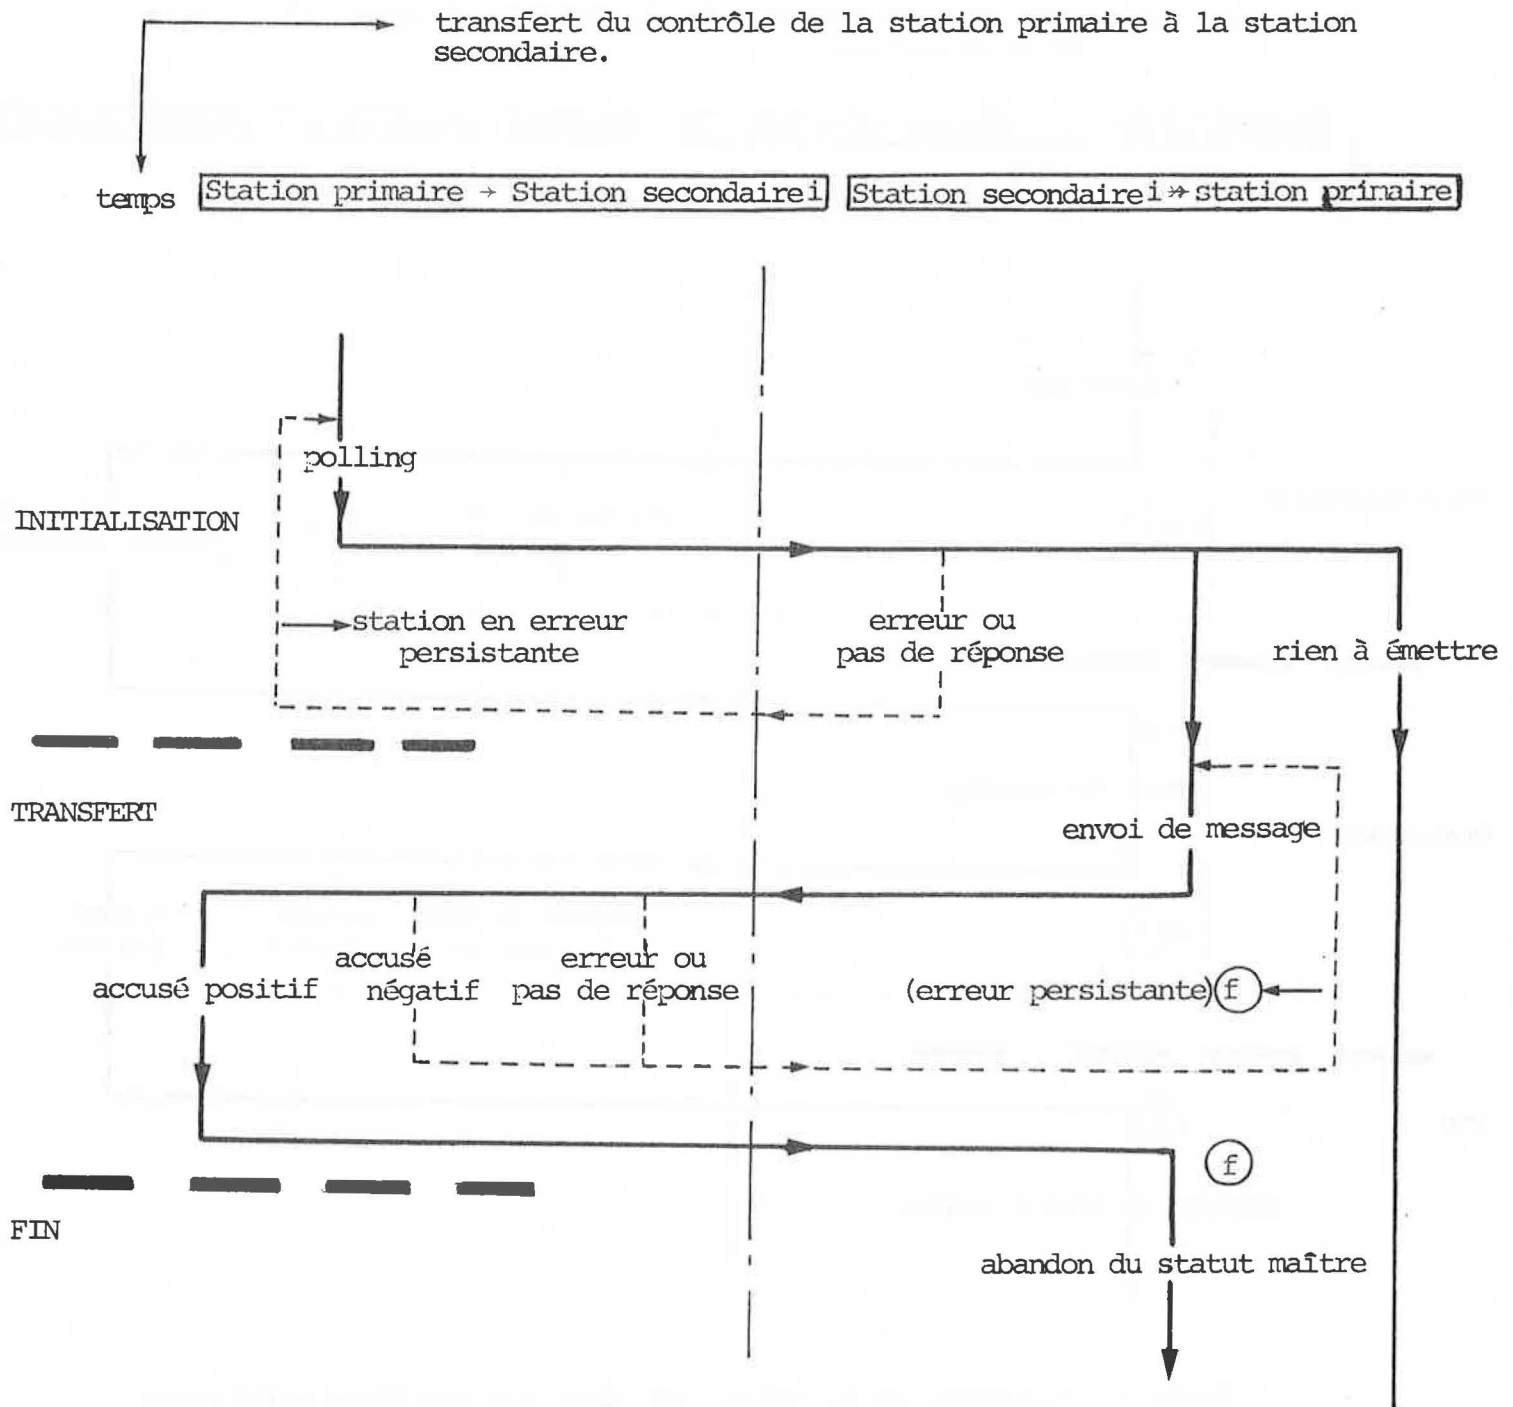 transfert du contrôle de la station primaire à la station
secondaire.
temps
Station primaire → Station secondaire i
Station secondaire i → station primaire
polling
INITIALISATION
station en erreur
persistante
erreur ou
pas de réponse
rien à émettre
TRANSFERT
envoi de message
accusé positif
accusé
négatif
erreur ou
pas de réponse
(erreur persistante) f
f
FIN
abandon du statut maître